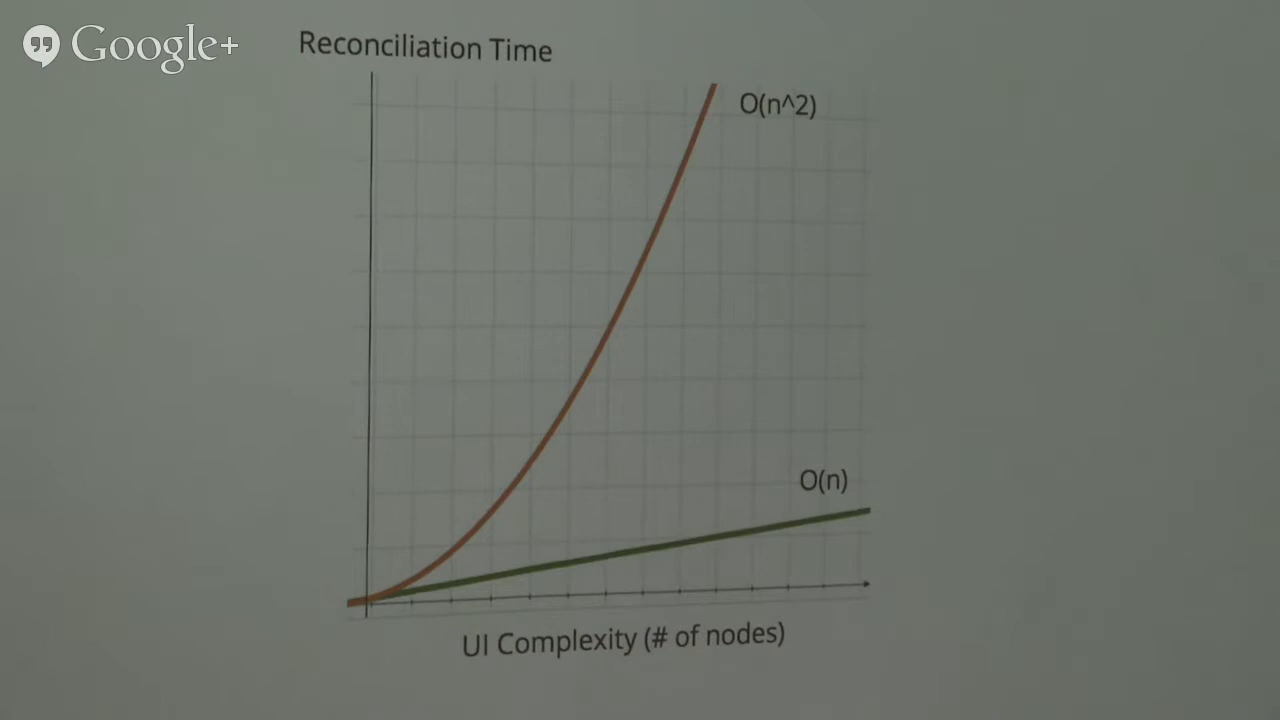 Google+
Reconciliation Time
O(n^2)
O(n)
UI Complexity (# of nodes)